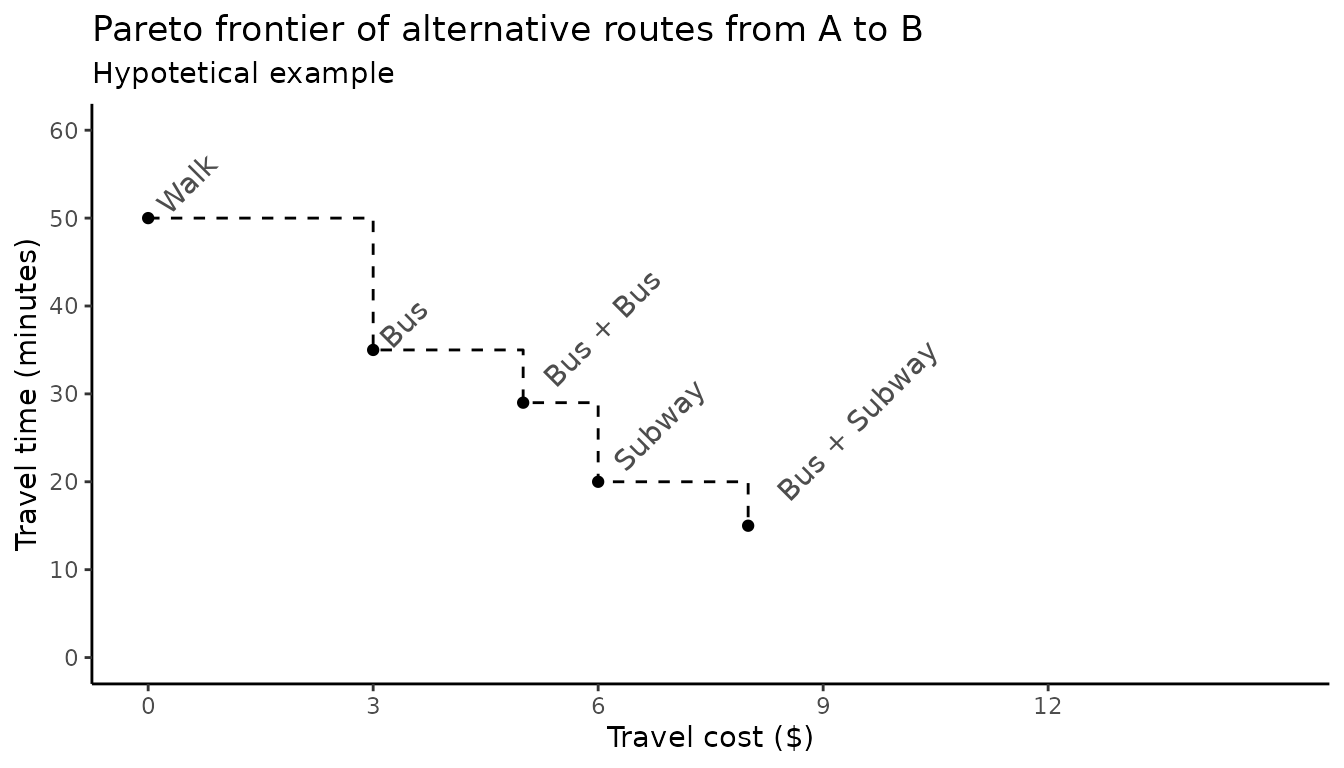 Pareto frontier of alternative routes from A to B
Hypotetical example
Travel time (minutes)
60
50
40
30
20
10
0
Walk
Bus
Bus + Bus
Subway
Bus + Subway
0 3 6 9 12
Travel cost ($)